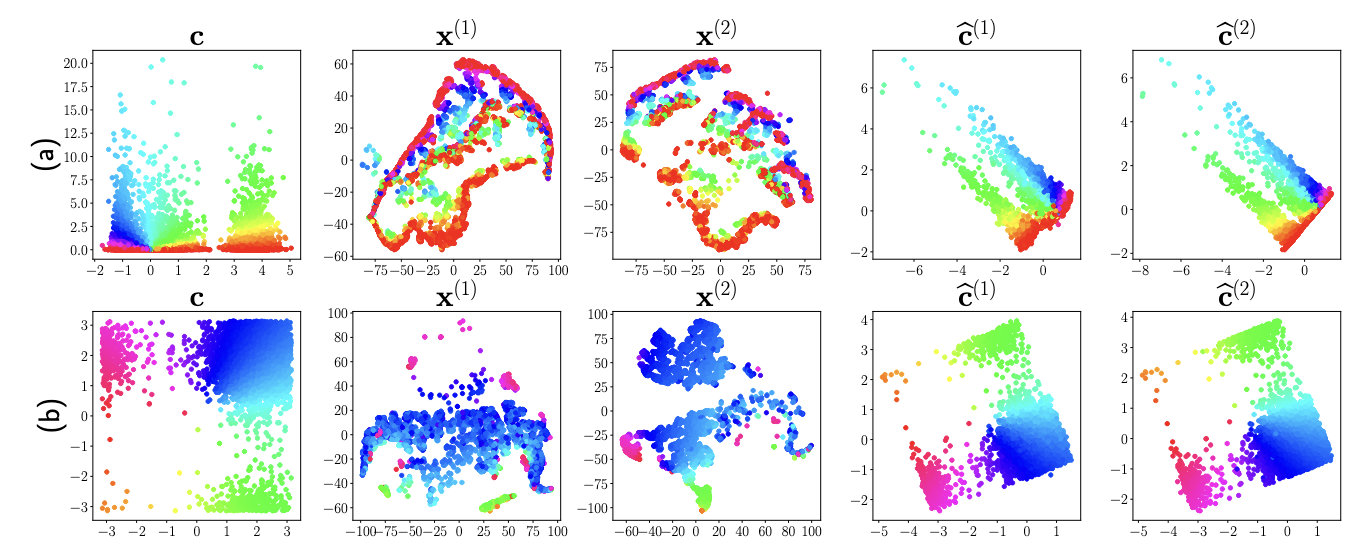 c x⁽¹⁾ x⁽²⁾ ĉ⁽¹⁾ ĉ⁽²⁾
(a)
20.0 17.5 15.0 12.5 10.0 7.5 5.0 2.5 0.0
−2 −1 0 1 2 3 4 5
60 40 20 0 −20 −40 −60
−75 −50 −25 0 25 50 75 100
75 50 25 0 −25 −50 −75
−75 −50 −25 0 25 50 75
6 4 2 0 −2
−6 −4 −2 0
6 4 2 0 −2
−8 −6 −4 −2 0
c x⁽¹⁾ x⁽²⁾ ĉ⁽¹⁾ ĉ⁽²⁾
(b)
3 2 1 0 −1 −2 −3
−3 −2 −1 0 1 2 3
100 80 60 40 20 0 −20 −40 −60
−100 −75 −50 −25 0 25 50 75 100
100 75 50 25 0 −25 −50 −75 −100
−60 −40 −20 0 20 40 60 80 100
4 3 2 1 0 −1 −2
−5 −4 −3 −2 −1 0 1
4 3 2 1 0 −1 −2
−5 −4 −3 −2 −1 0 1